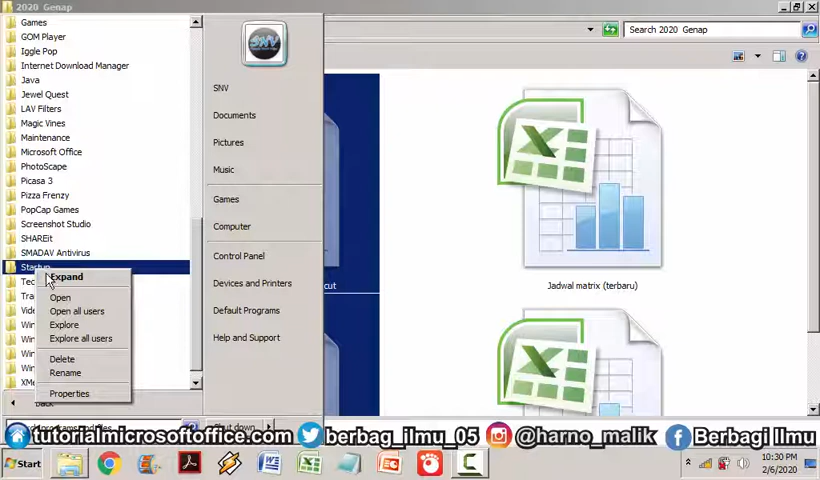 2020 Genap
Games
GOM Player
Iggle Pop
Internet Download Manager
Java
Jewel Quest
LAV Filters
Magic Vines
Maintenance
Microsoft Office
PhotoScape
Picasa 3
Pizza Frenzy
PopCap Games
Screenshot Studio
SHAREit
SMADAV Antivirus
Startup
Expand
Open
Open all users
Explore
Explore all users
Delete
Rename
Properties
Back
SNV
SNV
Documents
Pictures
Music
Games
Computer
Control Panel
Devices and Printers
Default Programs
Help and Support
Shut down
Search 2020 Genap
Jadwal matrix (terbaru)
tutorialmicrosoftoffice.com
berbag_ilmu_05
@harno_malik
Berbagi Ilmu
Start
10:30 PM
2/6/2020